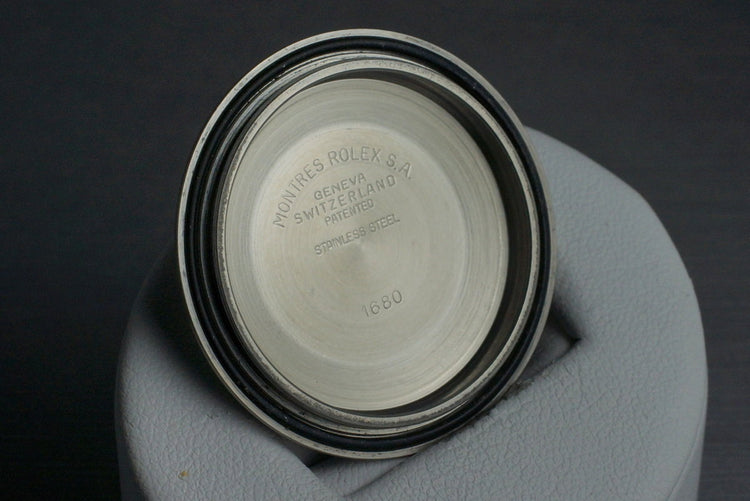 MONTRES ROLEX S.A.
GENEVA
SWITZERLAND
PATENTED
STAINLESS STEEL
1680